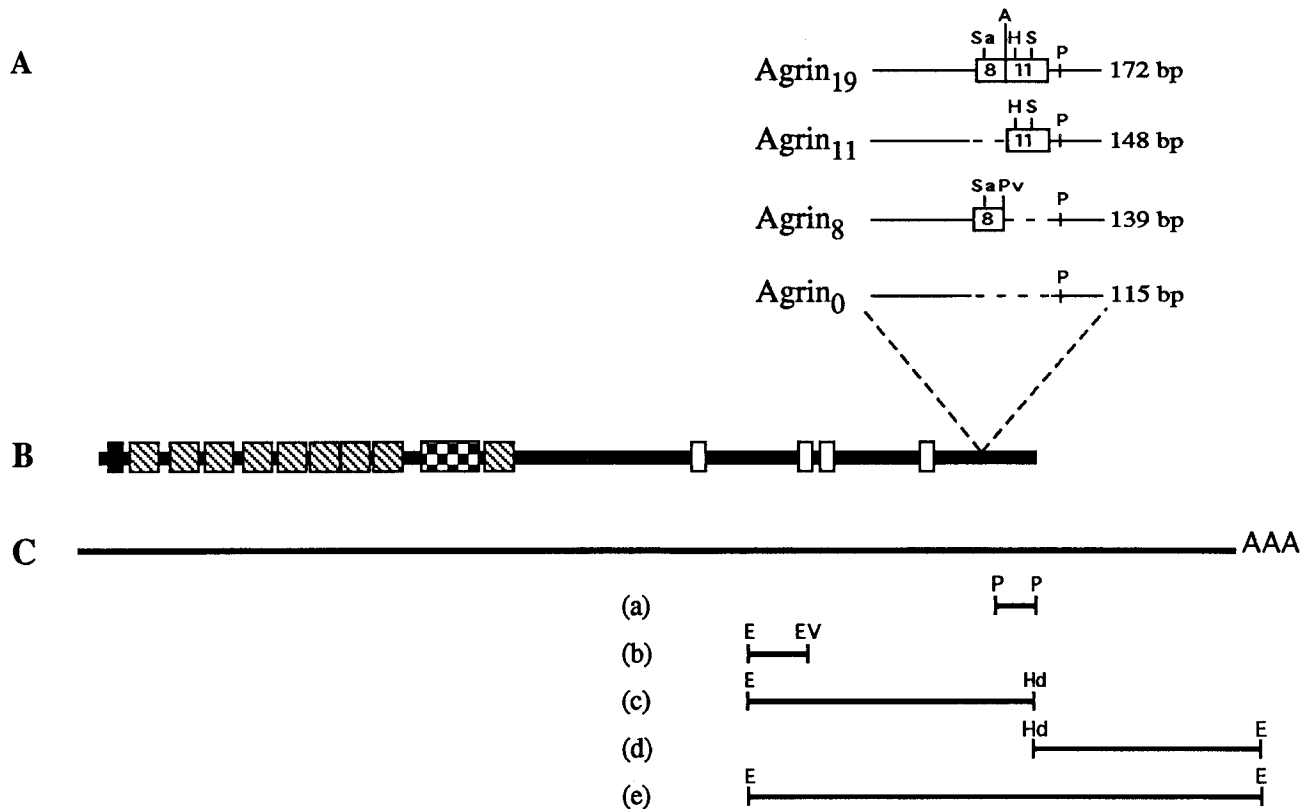 A
A
Sa H S P
Agrin19 8 11 172 bp
H S P
Agrin11 11 148 bp
Sa Pv P
Agrin8 8 139 bp
P
Agrin0 115 bp
B
C AAA
P P
(a)
E EV
(b)
E Hd
(c)
Hd E
(d)
E E
(e)